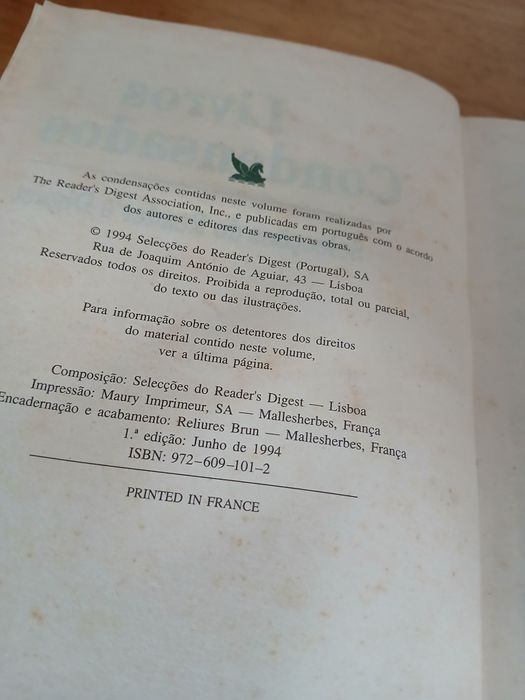 As condensações contidas neste volume foram realizadas por
The Reader's Digest Association, Inc., e publicadas em português com o acordo
dos autores e editores das respectivas obras.
© 1994 Selecções do Reader's Digest (Portugal), SA
Rua de Joaquim António de Aguiar, 43 — Lisboa
Reservados todos os direitos. Proibida a reprodução, total ou parcial,
do texto ou das ilustrações.
Para informação sobre os detentores dos direitos
do material contido neste volume,
ver a última página.
Composição: Selecções do Reader's Digest — Lisboa
Impressão: Maury Imprimeur, SA — Mallesherbes, França
Encadernação e acabamento: Reliures Brun — Mallesherbes, França
1.ª edição: Junho de 1994
ISBN: 972-609-101-2
PRINTED IN FRANCE